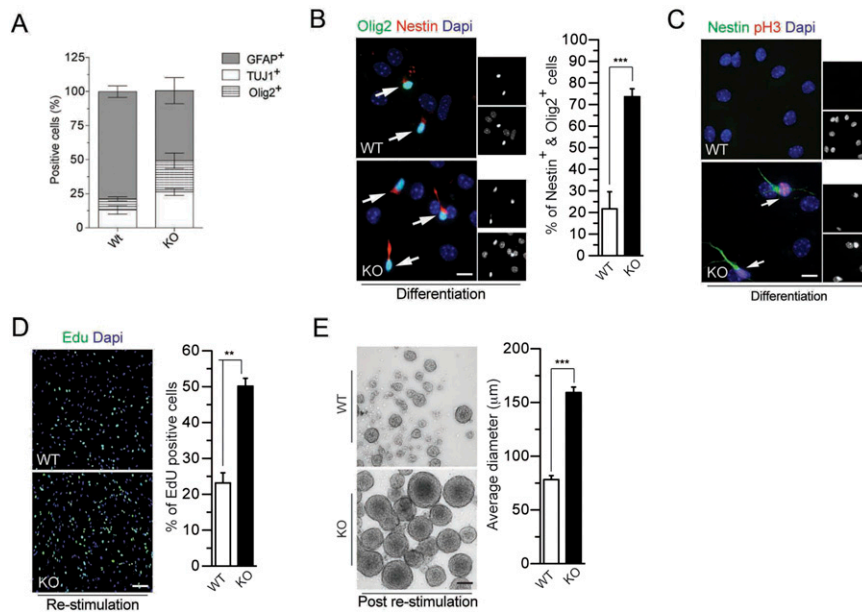 A
Positive cells (%)
125
100
75
50
25
0
Wt
KO
GFAP+
TUJ1+
Olig2+
B
Olig2 Nestin Dapi
WT
KO
Differentiation
% of Nestin+ & Olig2+ cells
100
90
80
70
60
50
40
30
20
10
0
***
WT
KO
C
Nestin pH3 Dapi
WT
KO
Differentiation
D
Edu Dapi
WT
KO
Re-stimulation
% of EdU positive cells
60
50
40
30
20
10
0
**
WT
KO
E
WT
KO
Post re-stimulation
Average diameter (μm)
200
150
100
50
0
***
WT
KO